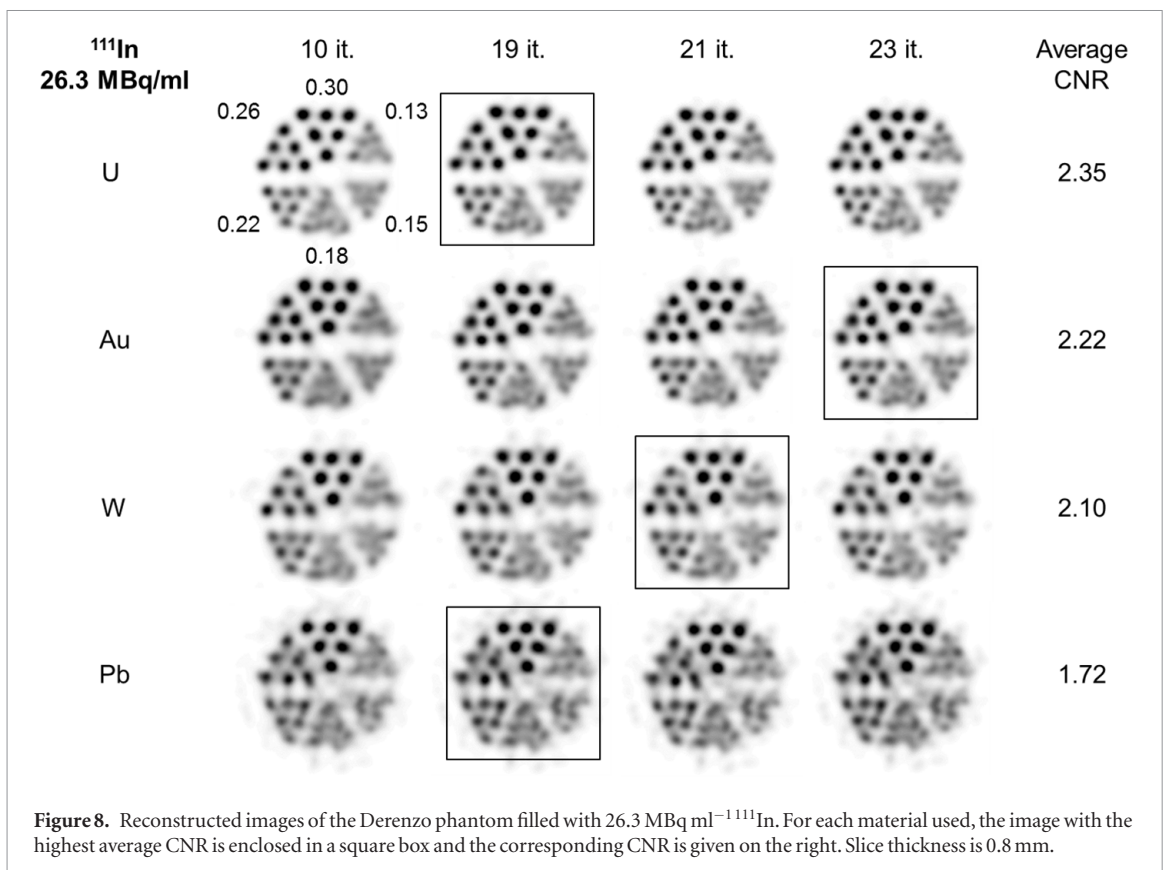 ¹¹¹In 10 it. 19 it. 21 it. 23 it. Average
26.3 MBq/ml CNR
0.30
0.26 0.13
U 2.35
0.22 0.15
0.18
Au 2.22
W 2.10
Pb 1.72
Figure 8. Reconstructed images of the Derenzo phantom filled with 26.3 MBq ml⁻¹ ¹¹¹In. For each material used, the image with the
highest average CNR is enclosed in a square box and the corresponding CNR is given on the right. Slice thickness is 0.8 mm.